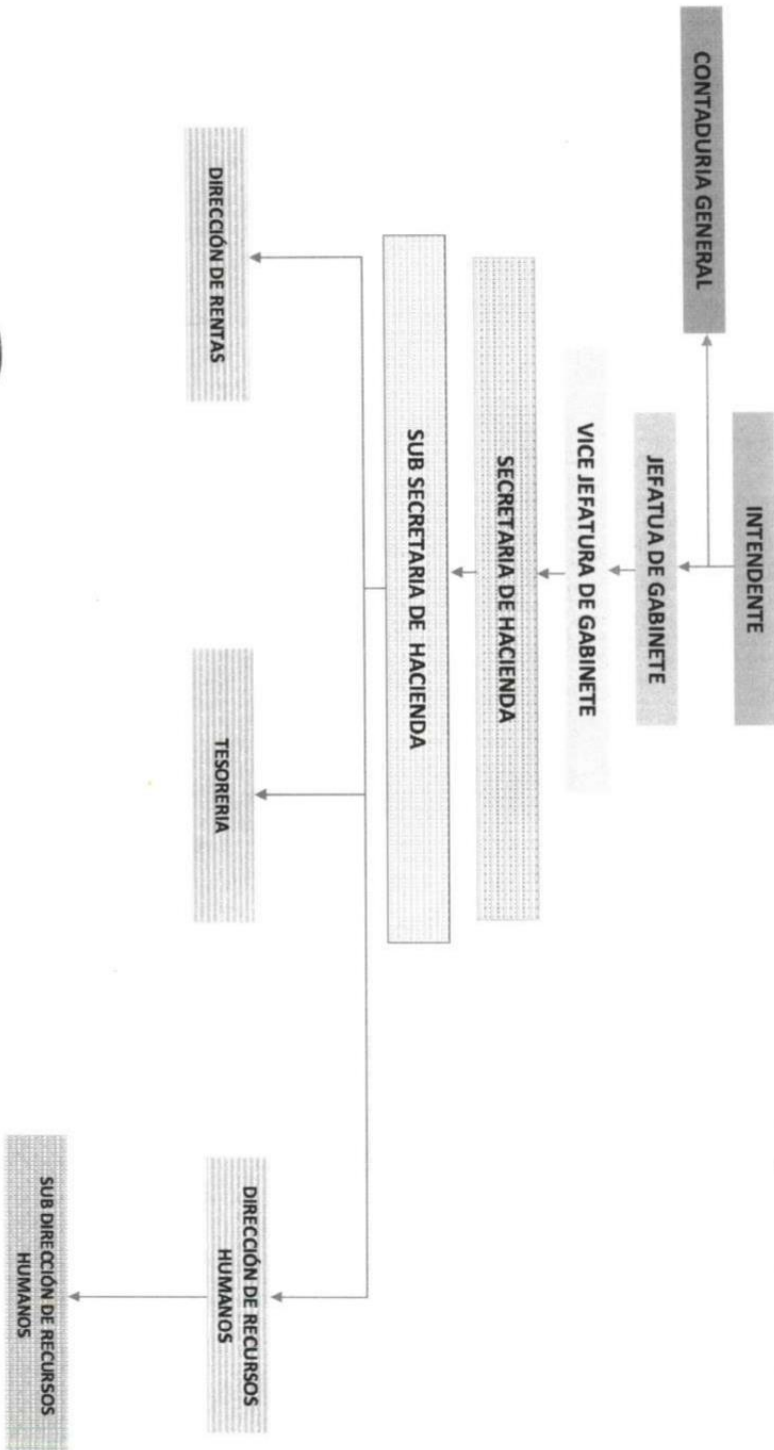 INTENDENTE
CONTADURIA GENERAL
JEFATUA DE GABINETE
VICE JEFATURA DE GABINETE
SECRETARIA DE HACIENDA
SUB SECRETARIA DE HACIENDA
DIRECCIÓN DE RENTAS
TESORERIA
DIRECCIÓN DE RECURSOS
HUMANOS
SUB DIRECCIÓN DE RECURSOS
HUMANOS